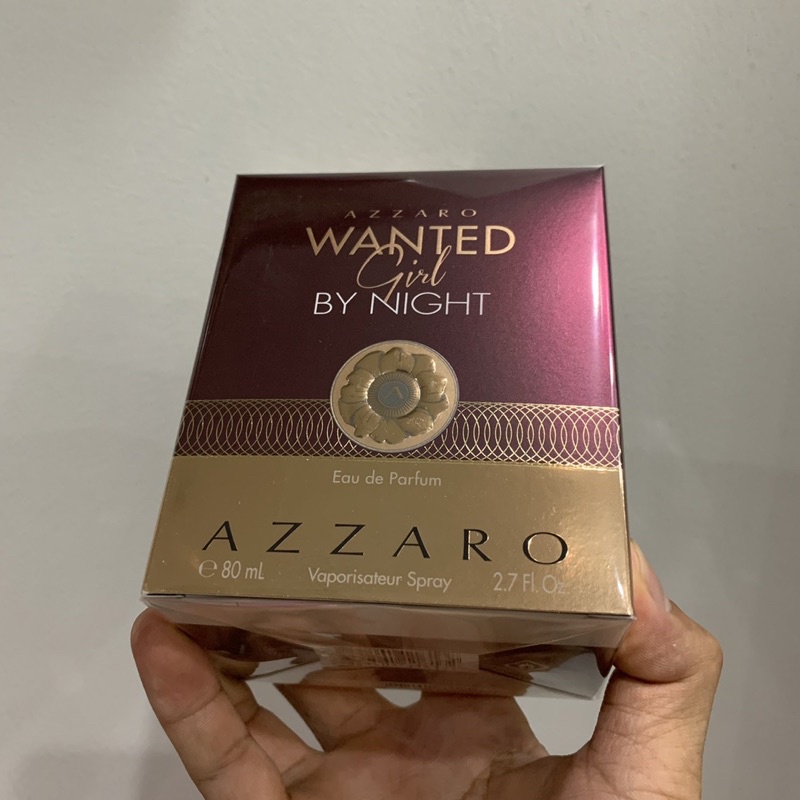 AZZARO
WANTED
Girl
BY NIGHT
Eau de Parfum
AZZARO
℮ 80 mL Vaporisateur Spray 2.7 Fl. Oz.